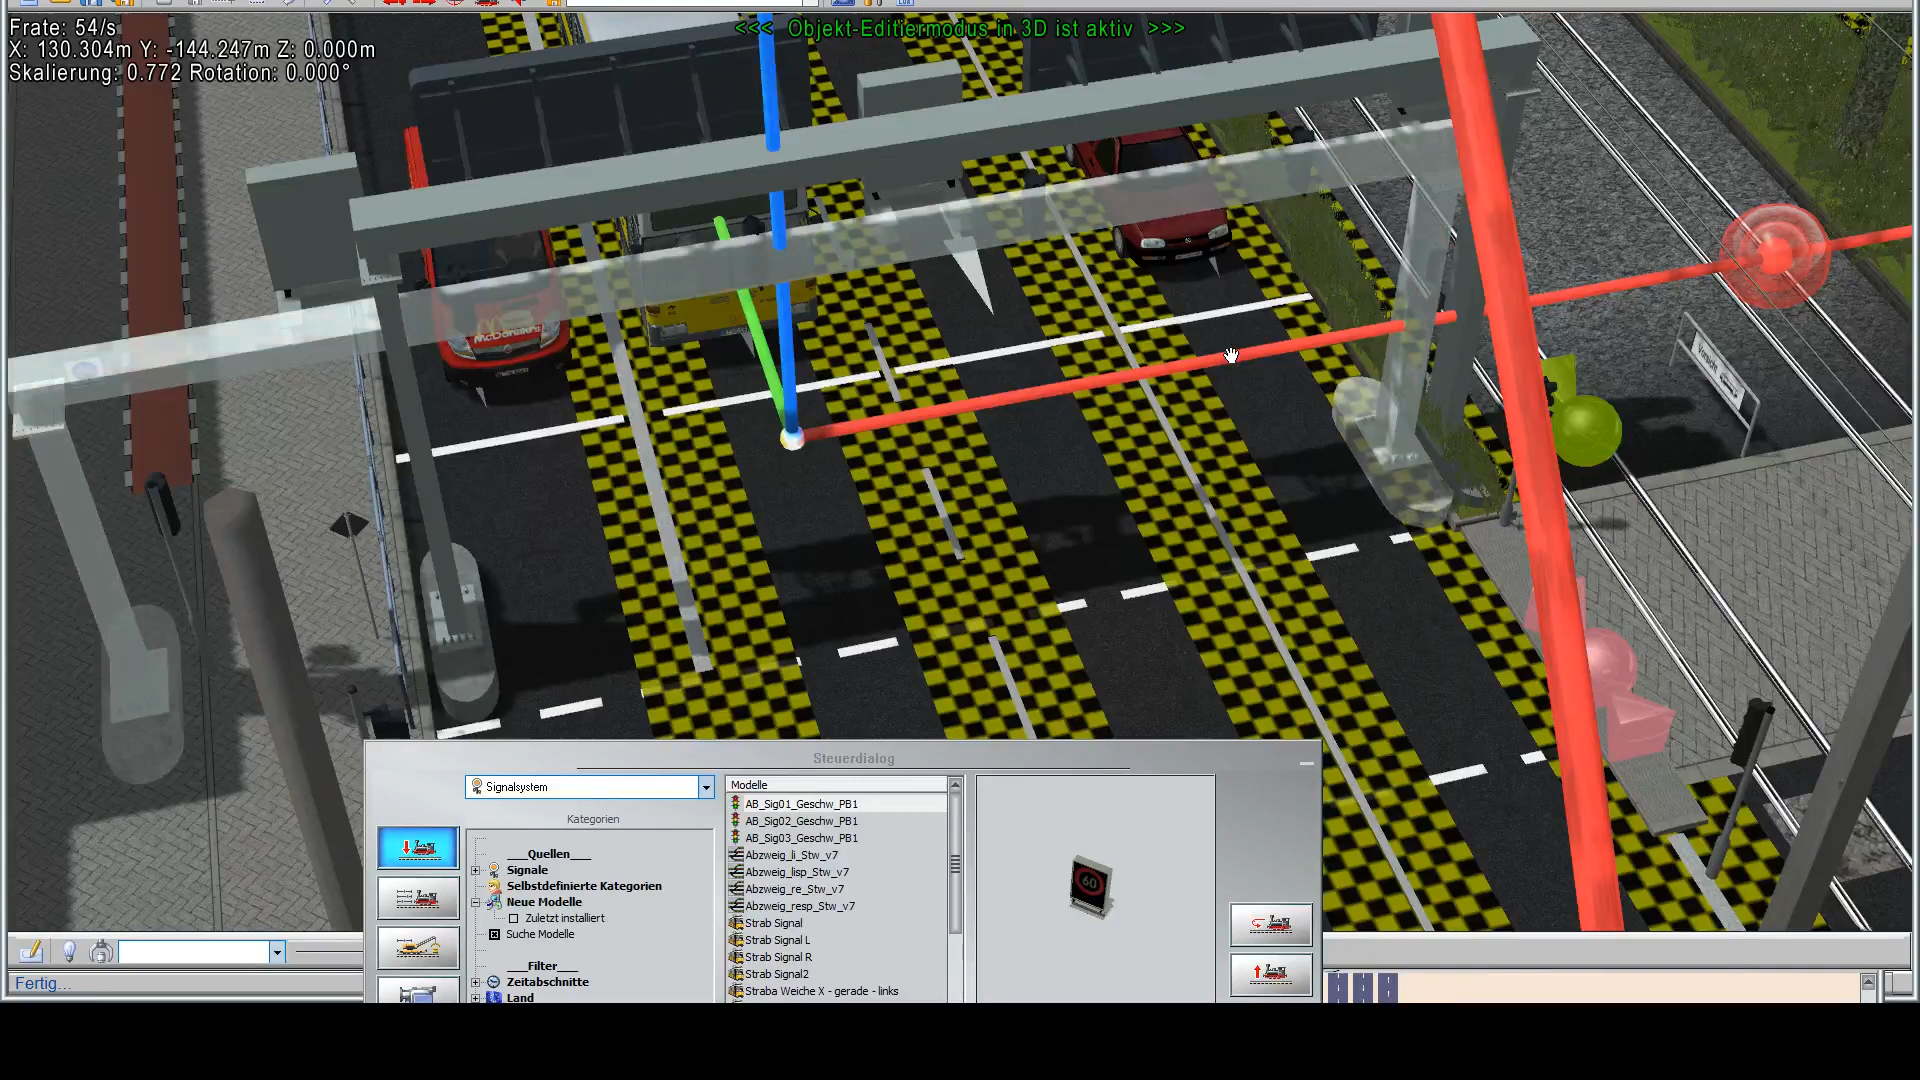 Frate: 54/s
<<< Objekt-Editiermodus in 3D ist aktiv >>>
X: 130.304m Y: -144.247m Z: 0.000m
Skalierung: 0.772 Rotation: 0.000°
McDonald's
Vorsicht
Steuerdialog
Signalsystem
Kategorien
___Quellen___
Signale
Selbstdefinierte Kategorien
Neue Modelle
Zuletzt installiert
Suche Modelle
___Filter___
Zeitabschnitte
Land
Modelle
AB_Sig01_Geschw_PB1
AB_Sig02_Geschw_PB1
AB_Sig03_Geschw_PB1
Abzweig_li_Stw_v7
Abzweig_lisp_Stw_v7
Abzweig_re_Stw_v7
Abzweig_resp_Stw_v7
Strab Signal
Strab Signal L
Strab Signal R
Strab Signal2
Straba Weiche X - gerade - links
60
Fertig...